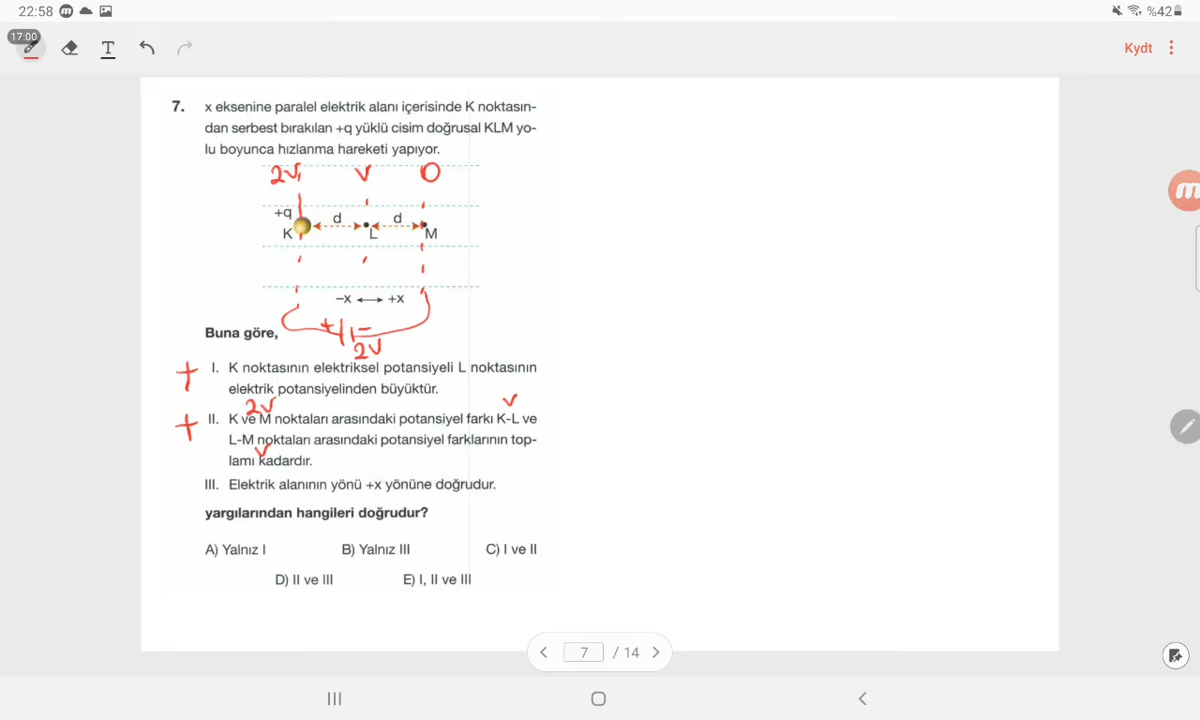 22:58 %42
17:00 T Kydt
7. x eksenine paralel elektrik alanı içerisinde K noktasın-
dan serbest bırakılan +q yüklü cisim doğrusal KLM yo-
lu boyunca hızlanma hareketi yapıyor.
2V V 0
+q d d
K L M
−x +x
Buna göre,
+ −
2V
+ I. K noktasının elektriksel potansiyeli L noktasının
elektrik potansiyelinden büyüktür.
2V V
+ II. K ve M noktaları arasındaki potansiyel farkı K-L ve
L-M noktaları arasındaki potansiyel farklarının top-
V
lamı kadardır.
III. Elektrik alanının yönü +x yönüne doğrudur.
yargılarından hangileri doğrudur?
A) Yalnız I B) Yalnız III C) I ve II
D) II ve III E) I, II ve III
7 / 14